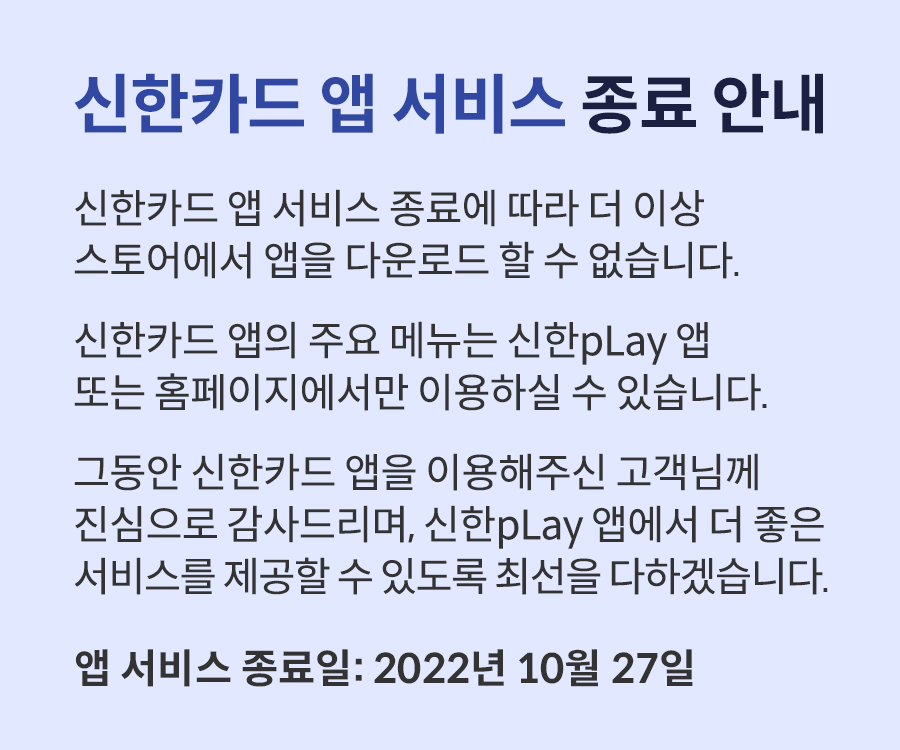 신한카드 앱 서비스 종료 안내
신한카드 앱 서비스 종료에 따라 더 이상
스토어에서 앱을 다운로드 할 수 없습니다.
신한카드 앱의 주요 메뉴는 신한pLay 앱
또는 홈페이지에서만 이용하실 수 있습니다.
그동안 신한카드 앱을 이용해주신 고객님께
진심으로 감사드리며, 신한pLay 앱에서 더 좋은
서비스를 제공할 수 있도록 최선을 다하겠습니다.
앱 서비스 종료일: 2022년 10월 27일